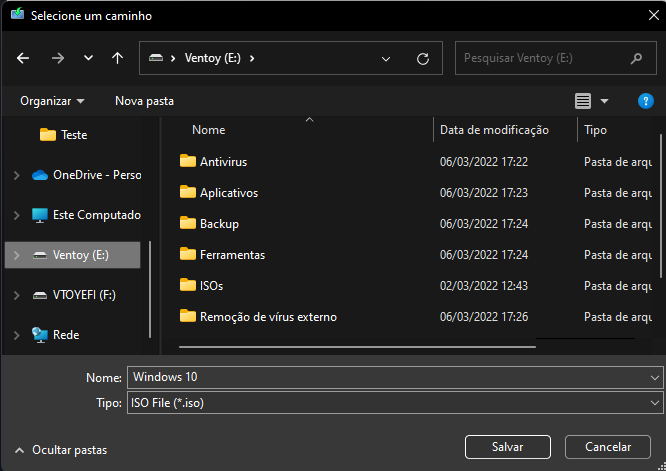 Selecione um caminho
Ventoy (E:)
Pesquisar Ventoy (E:)
Organizar
Nova pasta
?
Teste
OneDrive - Perso
Este Computado
Ventoy (E:)
VTOYEFI (F:)
Rede
Nome Data de modificação Tipo
Antivirus 06/03/2022 17:22 Pasta de arqu
Aplicativos 06/03/2022 17:23 Pasta de arqu
Backup 06/03/2022 17:24 Pasta de arqu
Ferramentas 06/03/2022 17:24 Pasta de arqu
ISOs 02/03/2022 12:43 Pasta de arqu
Remoção de vírus externo 06/03/2022 17:26 Pasta de arqu
Nome: Windows 10
Tipo: ISO File (*.iso)
Ocultar pastas
Salvar
Cancelar